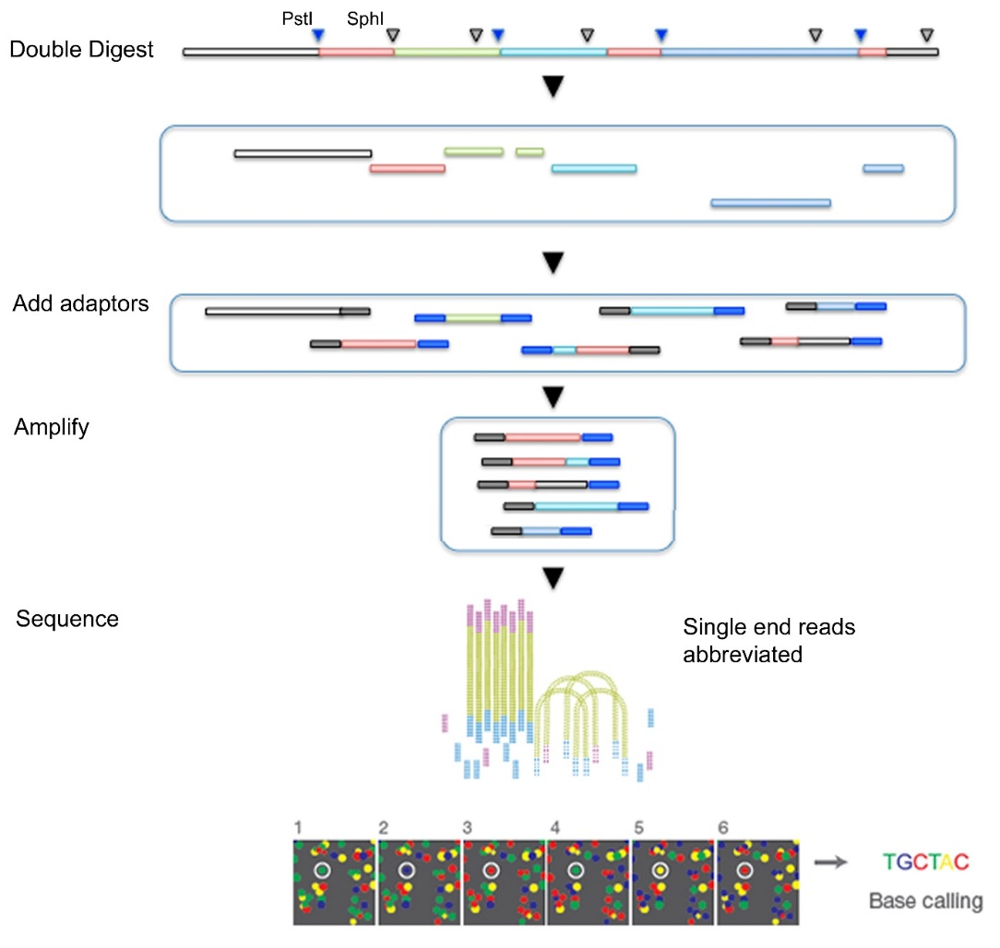 PstI
SphI
Double Digest
Add adaptors
Amplify
Sequence
Single end reads
abbreviated
1 2 3 4 5 6
TGCTAC
Base calling